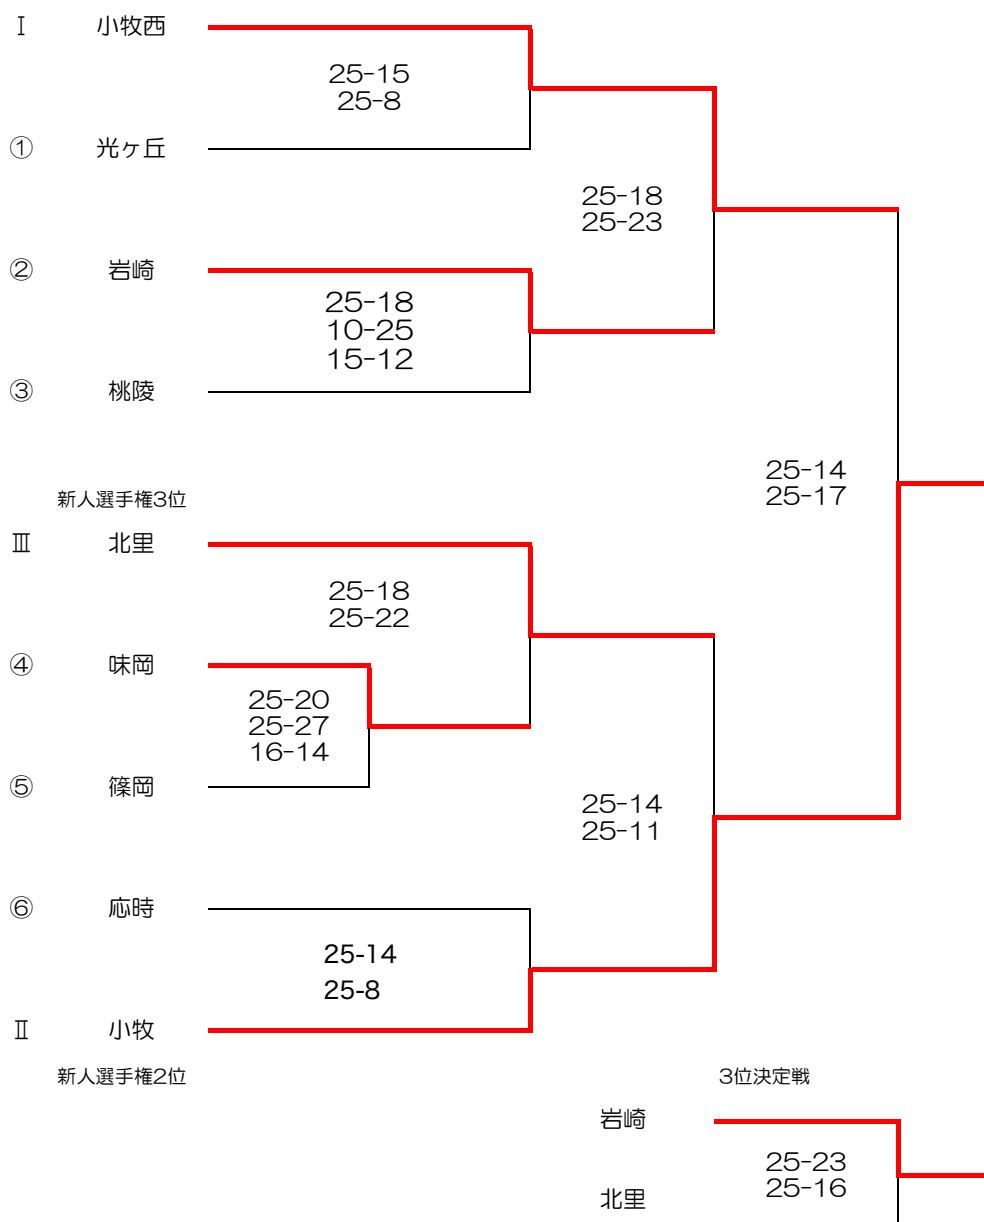 Ⅰ 小牧西
25-15
25-8
① 光ヶ丘
25-18
25-23
② 岩崎
25-18
10-25
15-12
③ 桃陵
25-14
25-17
新人選手権3位
Ⅲ 北里
25-18
25-22
④ 味岡
25-20
25-27
16-14
⑤ 篠岡
25-14
25-11
⑥ 応時
25-14
25-8
Ⅱ 小牧
新人選手権2位
3位決定戦
岩崎
25-23
25-16
北里